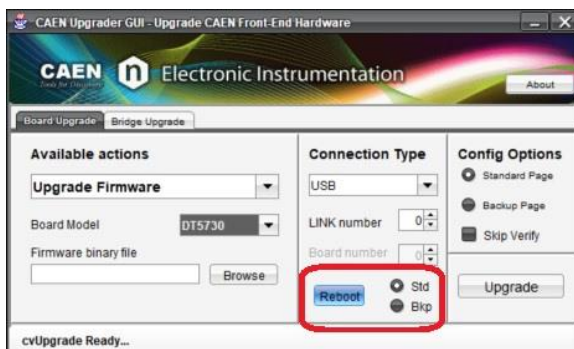 CAEN Upgrader GUI - Upgrade CAEN Front-End Hardware
CAEN n Electronic Instrumentation
Tools for Discovery
About
Board Upgrade Bridge Upgrade
Available actions
Upgrade Firmware
Board Model DT5730
Firmware binary file
Browse
Connection Type
USB
LINK number 0
Board number 0
Reboot Std
Bkp
Config Options
Standard Page
Backup Page
Skip Verify
Upgrade
cvUpgrade Ready...